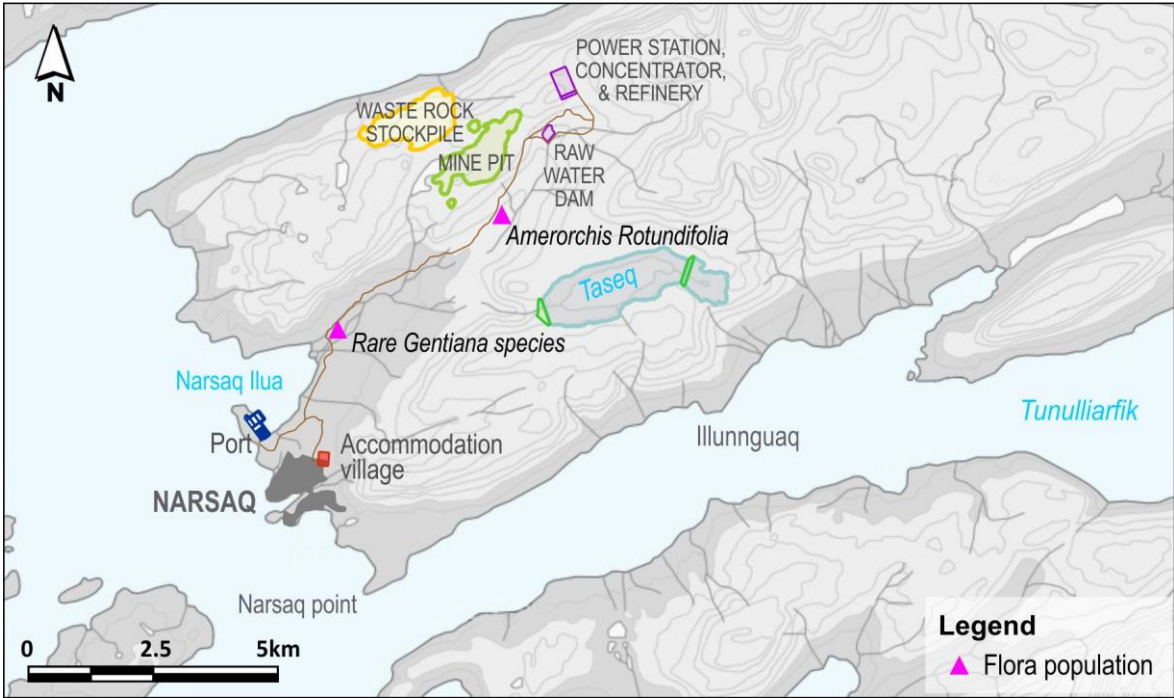 N
POWER STATION,
CONCENTRATOR,
& REFINERY
WASTE ROCK
STOCKPILE
MINE PIT
RAW
WATER
DAM
Amerorchis Rotundifolia
Taseq
Rare Gentiana species
Narsaq Ilua
Tunulliarfik
Port
Accommodation
village
Illunnguaq
NARSAQ
Narsaq point
0 2.5 5km
Legend
Flora population